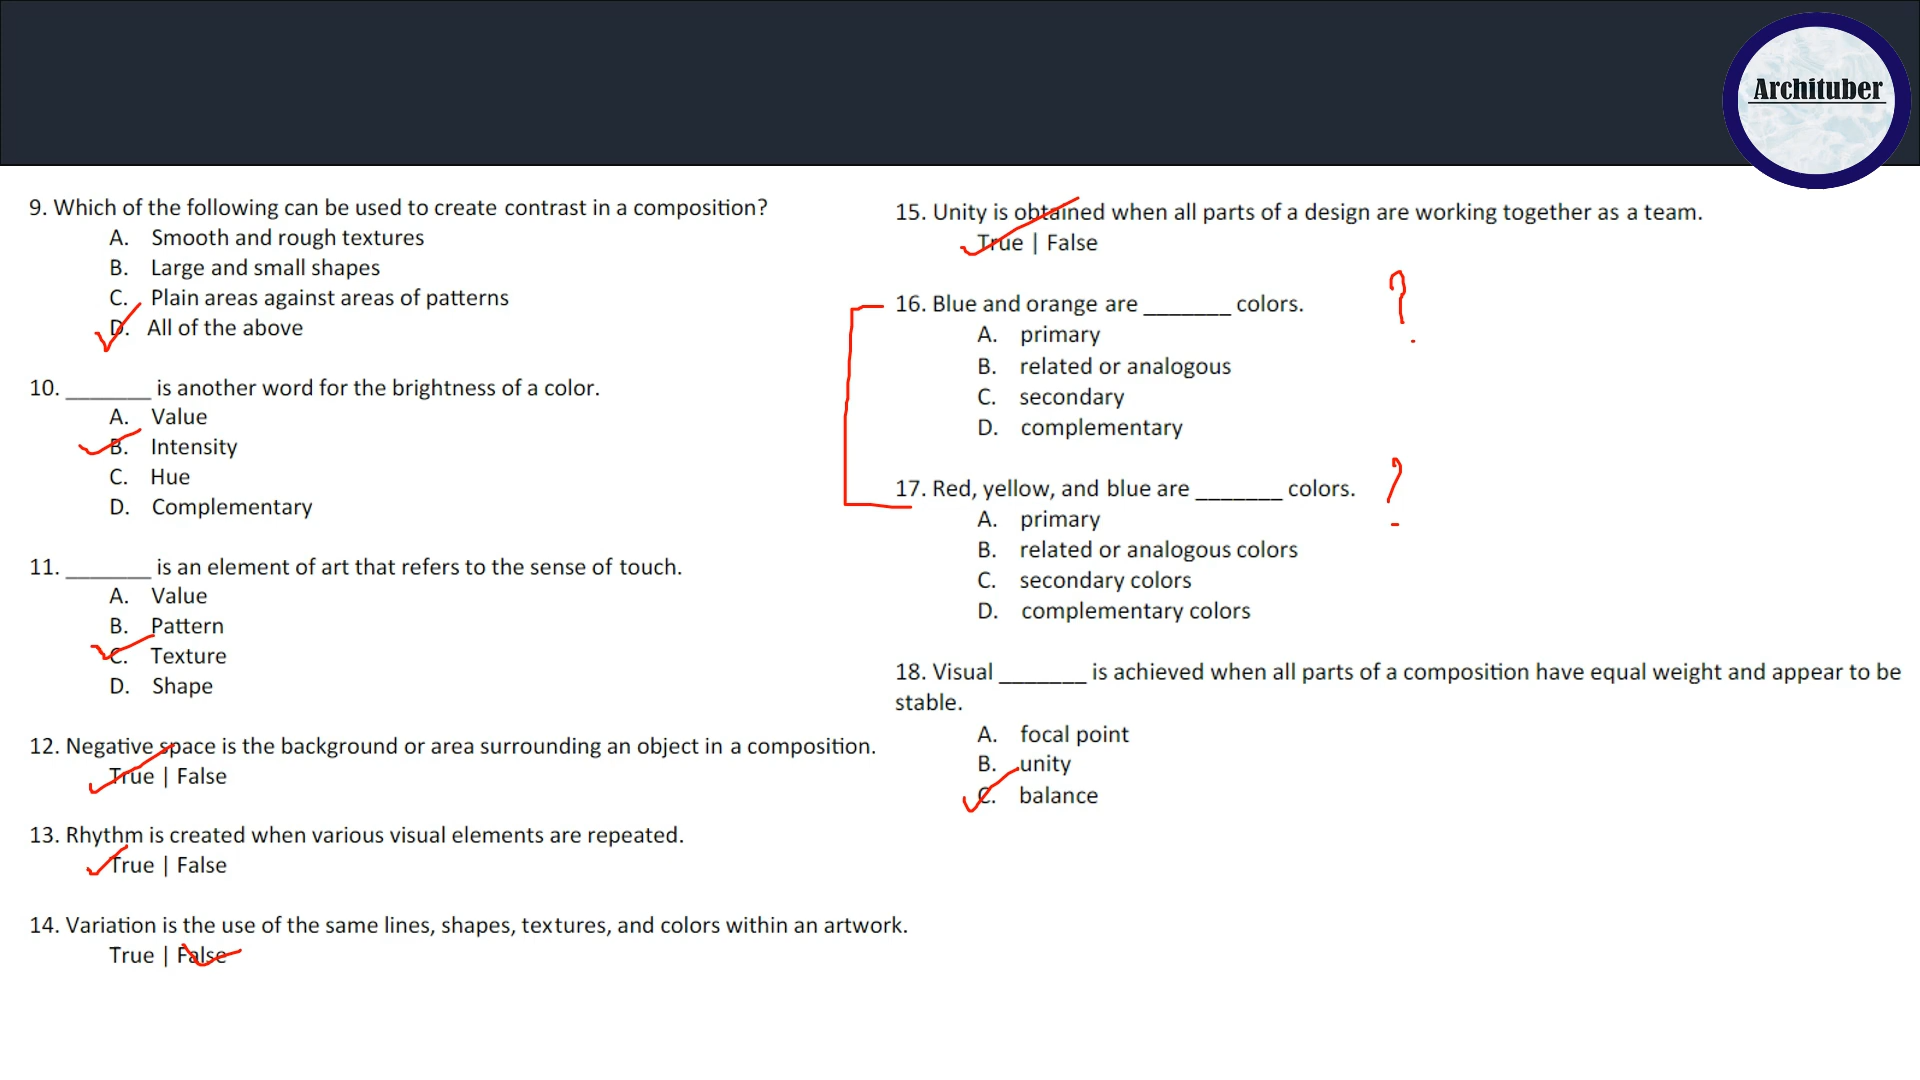 Archituber
9. Which of the following can be used to create contrast in a composition?
A. Smooth and rough textures
B. Large and small shapes
C. Plain areas against areas of patterns
D. All of the above
10. _______ is another word for the brightness of a color.
A. Value
B. Intensity
C. Hue
D. Complementary
11. _______ is an element of art that refers to the sense of touch.
A. Value
B. Pattern
C. Texture
D. Shape
12. Negative space is the background or area surrounding an object in a composition.
True | False
13. Rhythm is created when various visual elements are repeated.
True | False
14. Variation is the use of the same lines, shapes, textures, and colors within an artwork.
True | False
15. Unity is obtained when all parts of a design are working together as a team.
True | False
16. Blue and orange are _______ colors. ?
A. primary
B. related or analogous
C. secondary
D. complementary
17. Red, yellow, and blue are _______ colors. ?
A. primary
B. related or analogous colors
C. secondary colors
D. complementary colors
18. Visual _______ is achieved when all parts of a composition have equal weight and appear to be
stable.
A. focal point
B. unity
C. balance